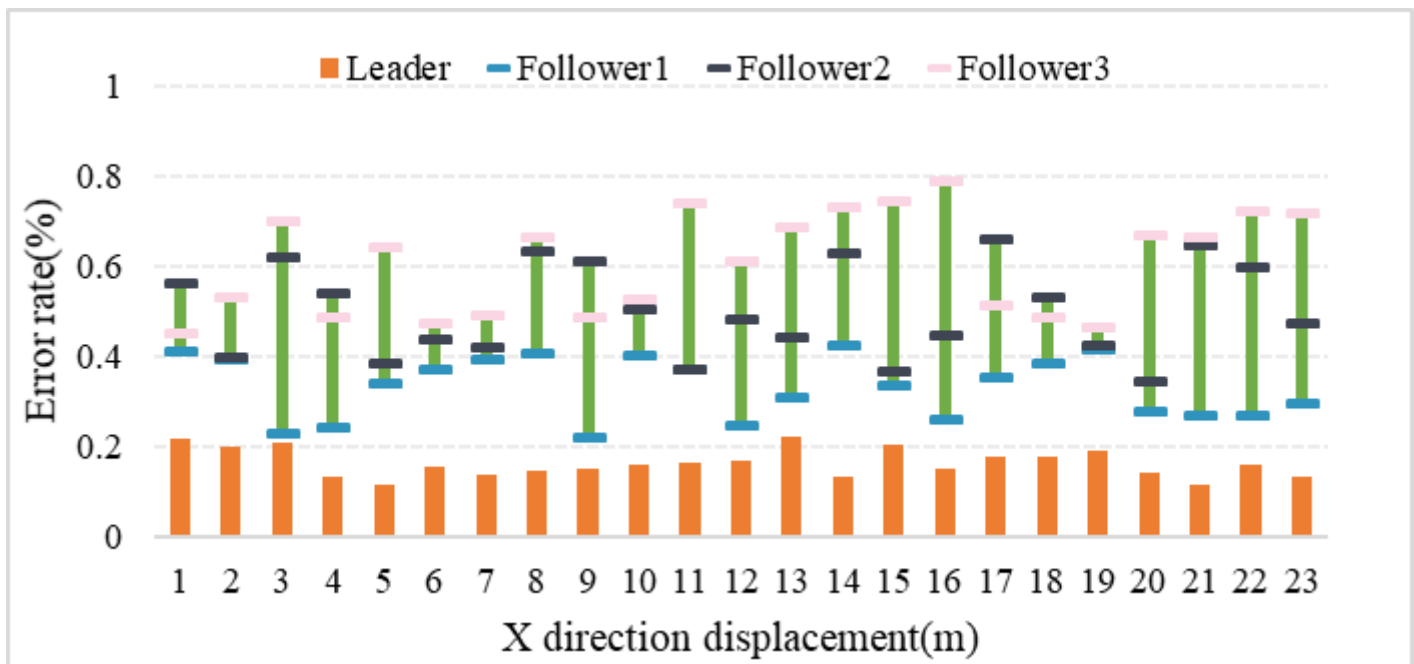 Leader Follower1 Follower2 Follower3
1
0.8
0.6
0.4
0.2
0
Error rate(%)
1 2 3 4 5 6 7 8 9 10 11 12 13 14 15 16 17 18 19 20 21 22 23
X direction displacement(m)